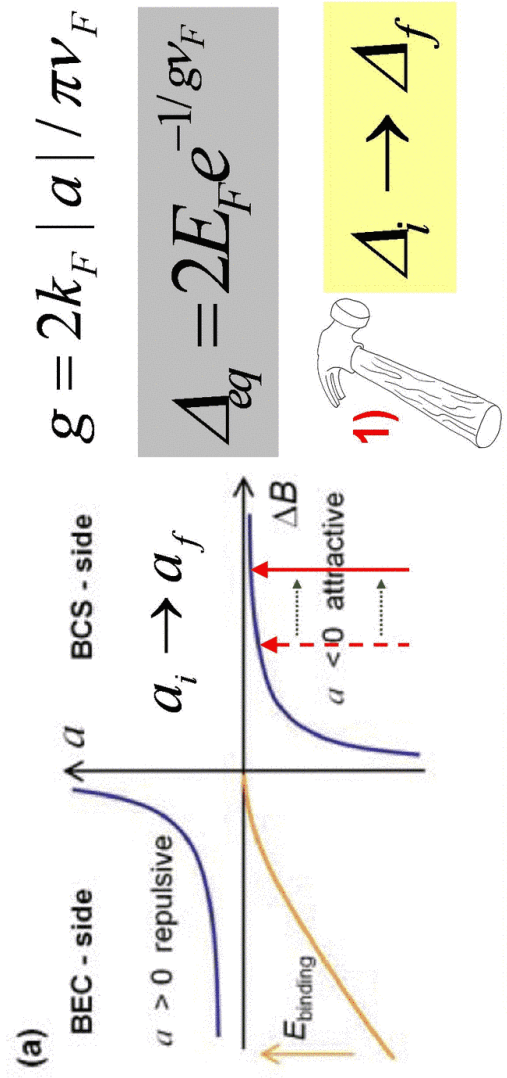 (a)
BEC - side
BCS - side
a
a > 0 repulsive
a_i → a_f
E_binding
ΔB
a < 0 attractive
g = 2k_F | a | / πν_F
Δ_eq = 2E_F e^{-1/gν_F}
1)
Δ_i → Δ_f